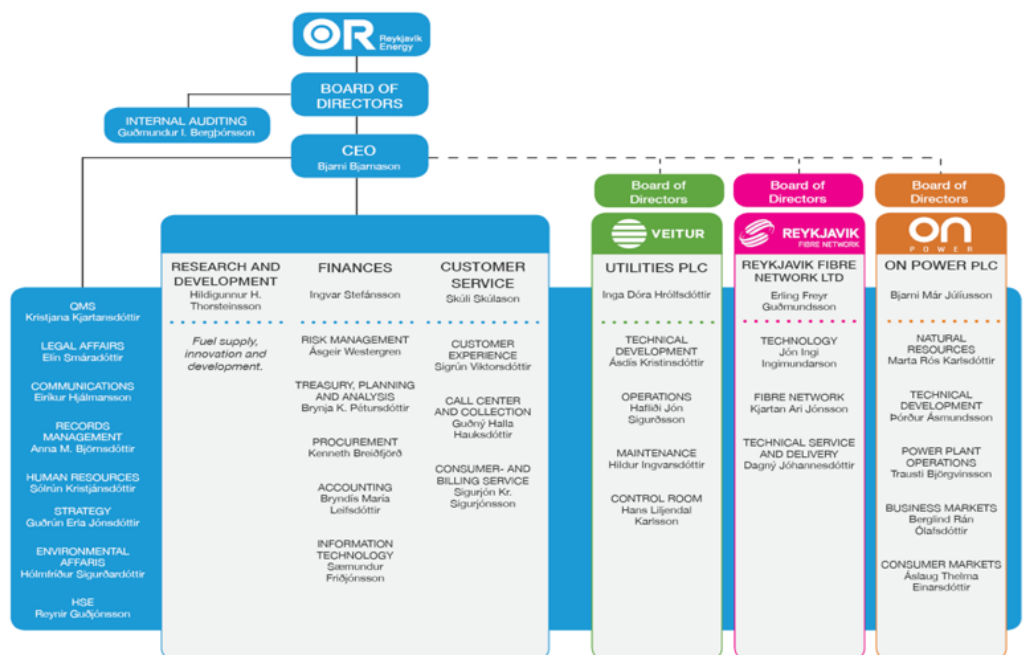 OR Reykjavik
Energy
BOARD OF
DIRECTORS
INTERNAL AUDITING
Guðmundur I. Bergþórsson
CEO
Bjarni Bjarnason
Board of
Directors
Board of
Directors
Board of
Directors
VEITUR
REYKJAVIK
FIBRE NETWORK
ON
POWER
RESEARCH AND
DEVELOPMENT
Hildigunnur H.
Thorsteinsson
Fuel supply,
innovation and
development.
FINANCES
Ingvar Stefánsson
RISK MANAGEMENT
Ásgeir Westergren
TREASURY, PLANNING
AND ANALYSIS
Brynja K. Pétursdóttir
PROCUREMENT
Kenneth Breiðfjörð
ACCOUNTING
Bryndís María
Leifsdóttir
INFORMATION
TECHNOLOGY
Sæmundur
Friðjónsson
CUSTOMER
SERVICE
Skúli Skúlason
CUSTOMER
EXPERIENCE
Sigrún Viktorsdóttir
CALL CENTER
AND COLLECTION
Guðný Halla
Hauksdóttir
CONSUMER- AND
BILLING SERVICE
Sigurjón Kr.
Sigurjónsson
UTILITIES PLC
Inga Dóra Hrólfsdóttir
TECHNICAL
DEVELOPMENT
Ásdís Kristinsdóttir
OPERATIONS
Hafliði Jón
Sigurðsson
MAINTENANCE
Hildur Ingvarsdóttir
CONTROL ROOM
Hans Liljendal
Karlsson
REYKJAVIK FIBRE
NETWORK LTD
Erling Freyr
Guðmundsson
TECHNOLOGY
Jón Ingi
Ingimundarson
FIBRE NETWORK
Kjartan Ari Jónsson
TECHNICAL SERVICE
AND DELIVERY
Dagný Jóhannesdóttir
ON POWER PLC
Bjarni Már Júlíusson
NATURAL
RESOURCES
Marta Rós Karlsdóttir
TECHNICAL
DEVELOPMENT
Þórður Ásmundsson
POWER PLANT
OPERATIONS
Trausti Björgvinsson
BUSINESS MARKETS
Berglind Rán
Ólafsdóttir
CONSUMER MARKETS
Áslaug Thelma
Einarsdóttir
QMS
Kristjana Kjartansdóttir
LEGAL AFFAIRS
Elín Smáradóttir
COMMUNICATIONS
Eiríkur Hjálmarsson
RECORDS
MANAGEMENT
Anna M. Björnsdóttir
HUMAN RESOURCES
Sólrún Kristjánsdóttir
STRATEGY
Guðrún Erla Jónsdóttir
ENVIRONMENTAL
AFFARIS
Hólmfríður Sigurðardóttir
HSE
Reynir Guðjónsson